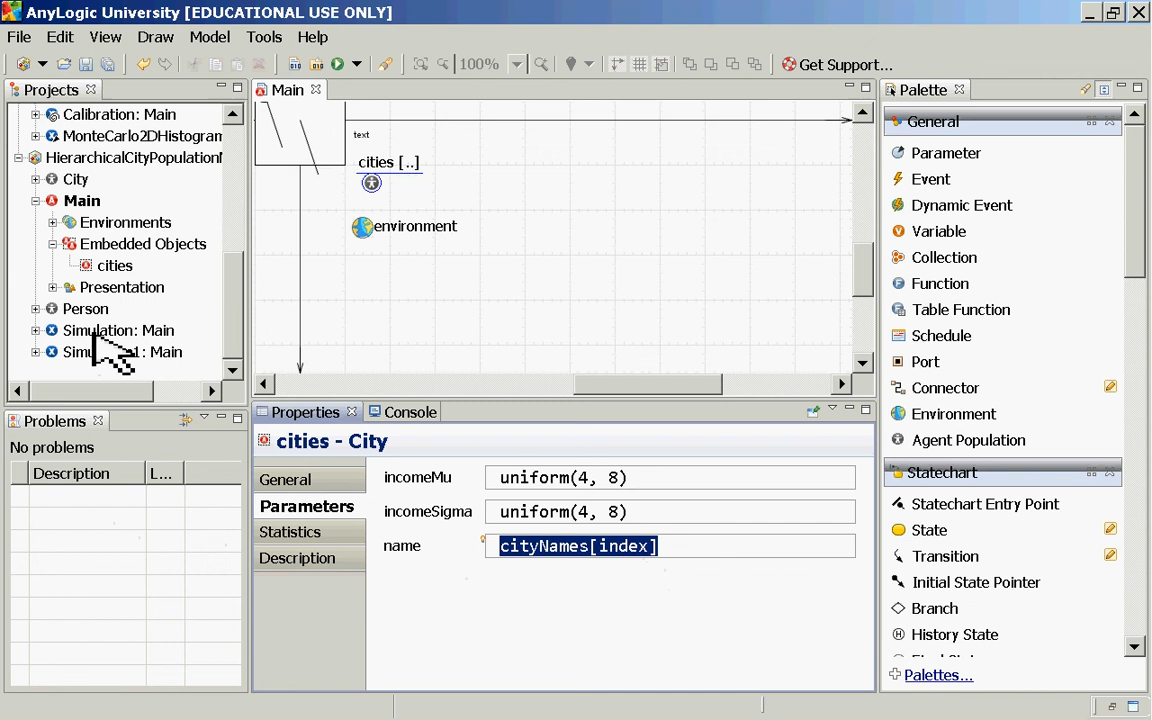 AnyLogic University [EDUCATIONAL USE ONLY]
File Edit View Draw Model Tools Help
100%
Get Support...
Projects
Calibration: Main
MonteCarlo2DHistogram
HierarchicalCityPopulation
City
Main
Environments
Embedded Objects
cities
Presentation
Person
Simulation: Main
1: Main
Problems
No problems
Description L...
Main
text
cities [..]
environment
Properties Console
cities - City
General
Parameters
Statistics
Description
incomeMu uniform(4, 8)
incomeSigma uniform(4, 8)
name cityNames[index]
Palette
General
Parameter
Event
Dynamic Event
Variable
Collection
Function
Table Function
Schedule
Port
Connector
Environment
Agent Population
Statechart
Statechart Entry Point
State
Transition
Initial State Pointer
Branch
History State
Palettes...